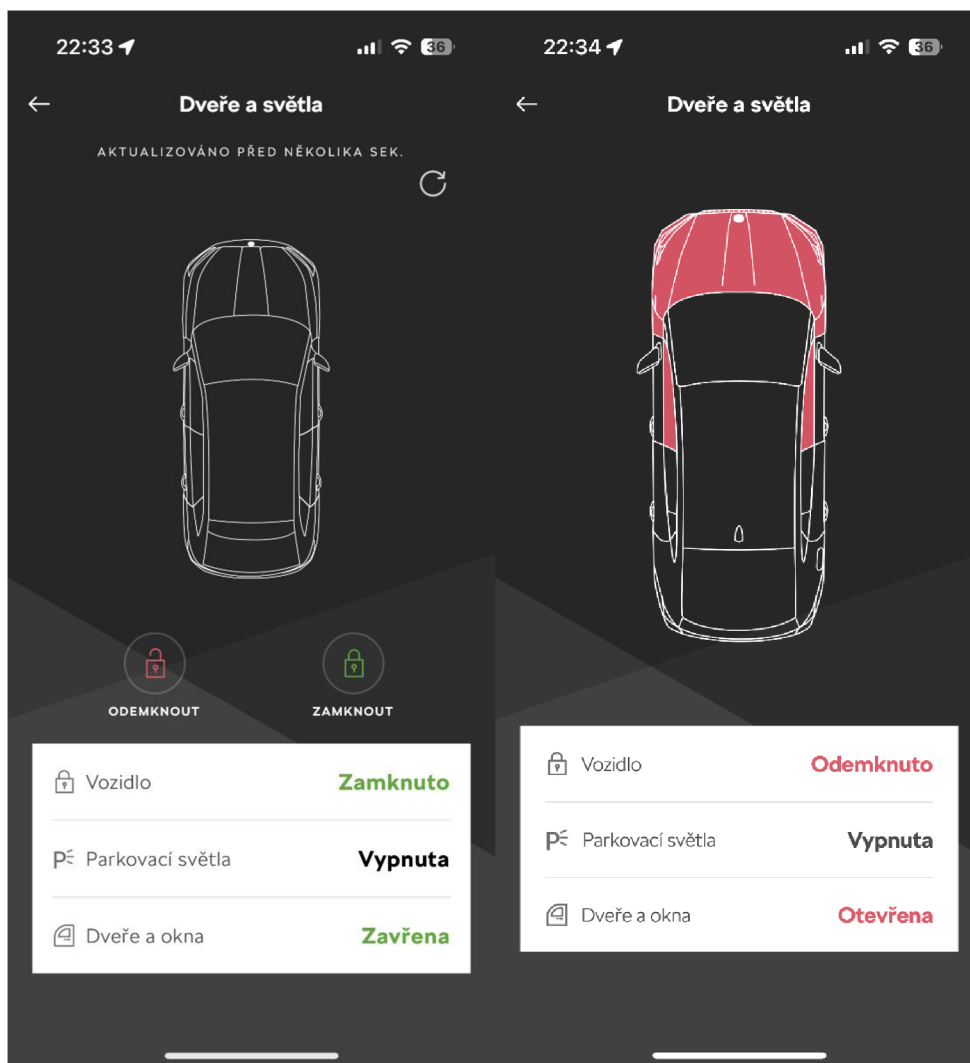 22:33
36
Dveře a světla
AKTUALIZOVÁNO PŘED NĚKOLIKA SEK.
ODEMKNOUT
ZAMKNOUT
Vozidlo
Zamknuto
P Parkovací světla
Vypnuta
Dveře a okna
Zavřena
22:34
36
Dveře a světla
Vozidlo
Odemknuto
P Parkovací světla
Vypnuta
Dveře a okna
Otevřena